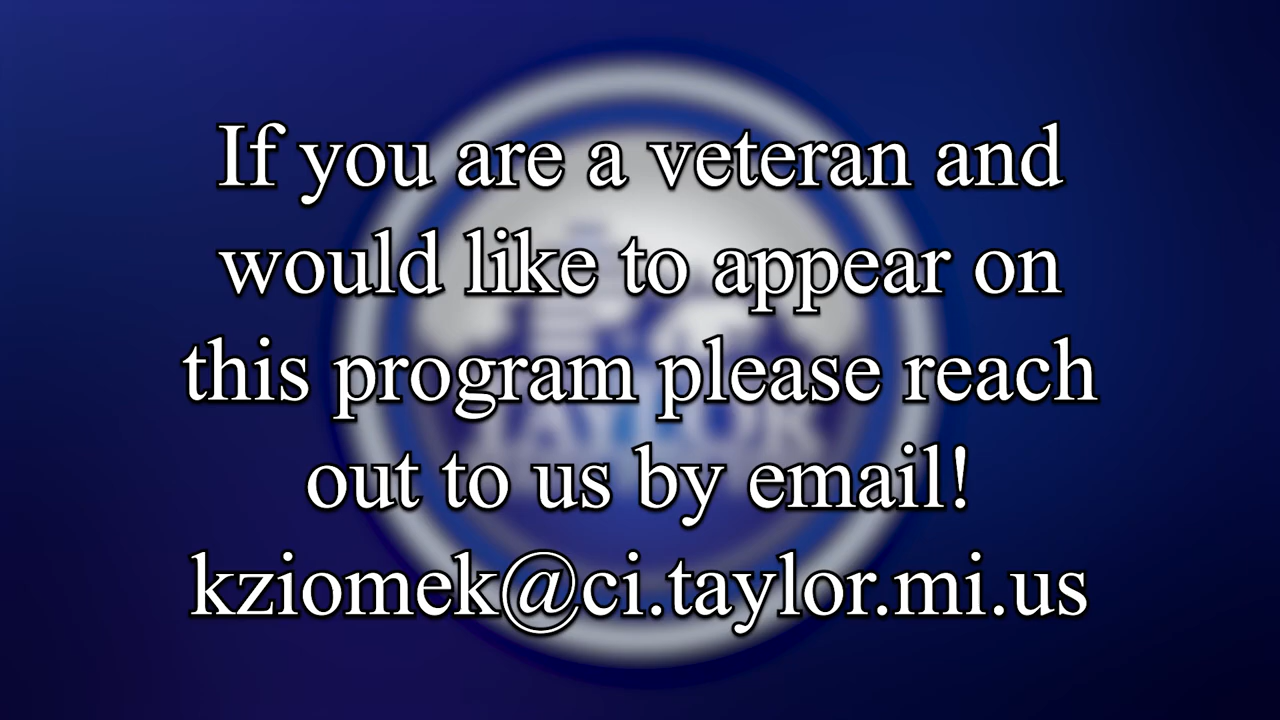 If you are a veteran and
would like to appear on
this program please reach
out to us by email!
kziomek@ci.taylor.mi.us
TAYLOR